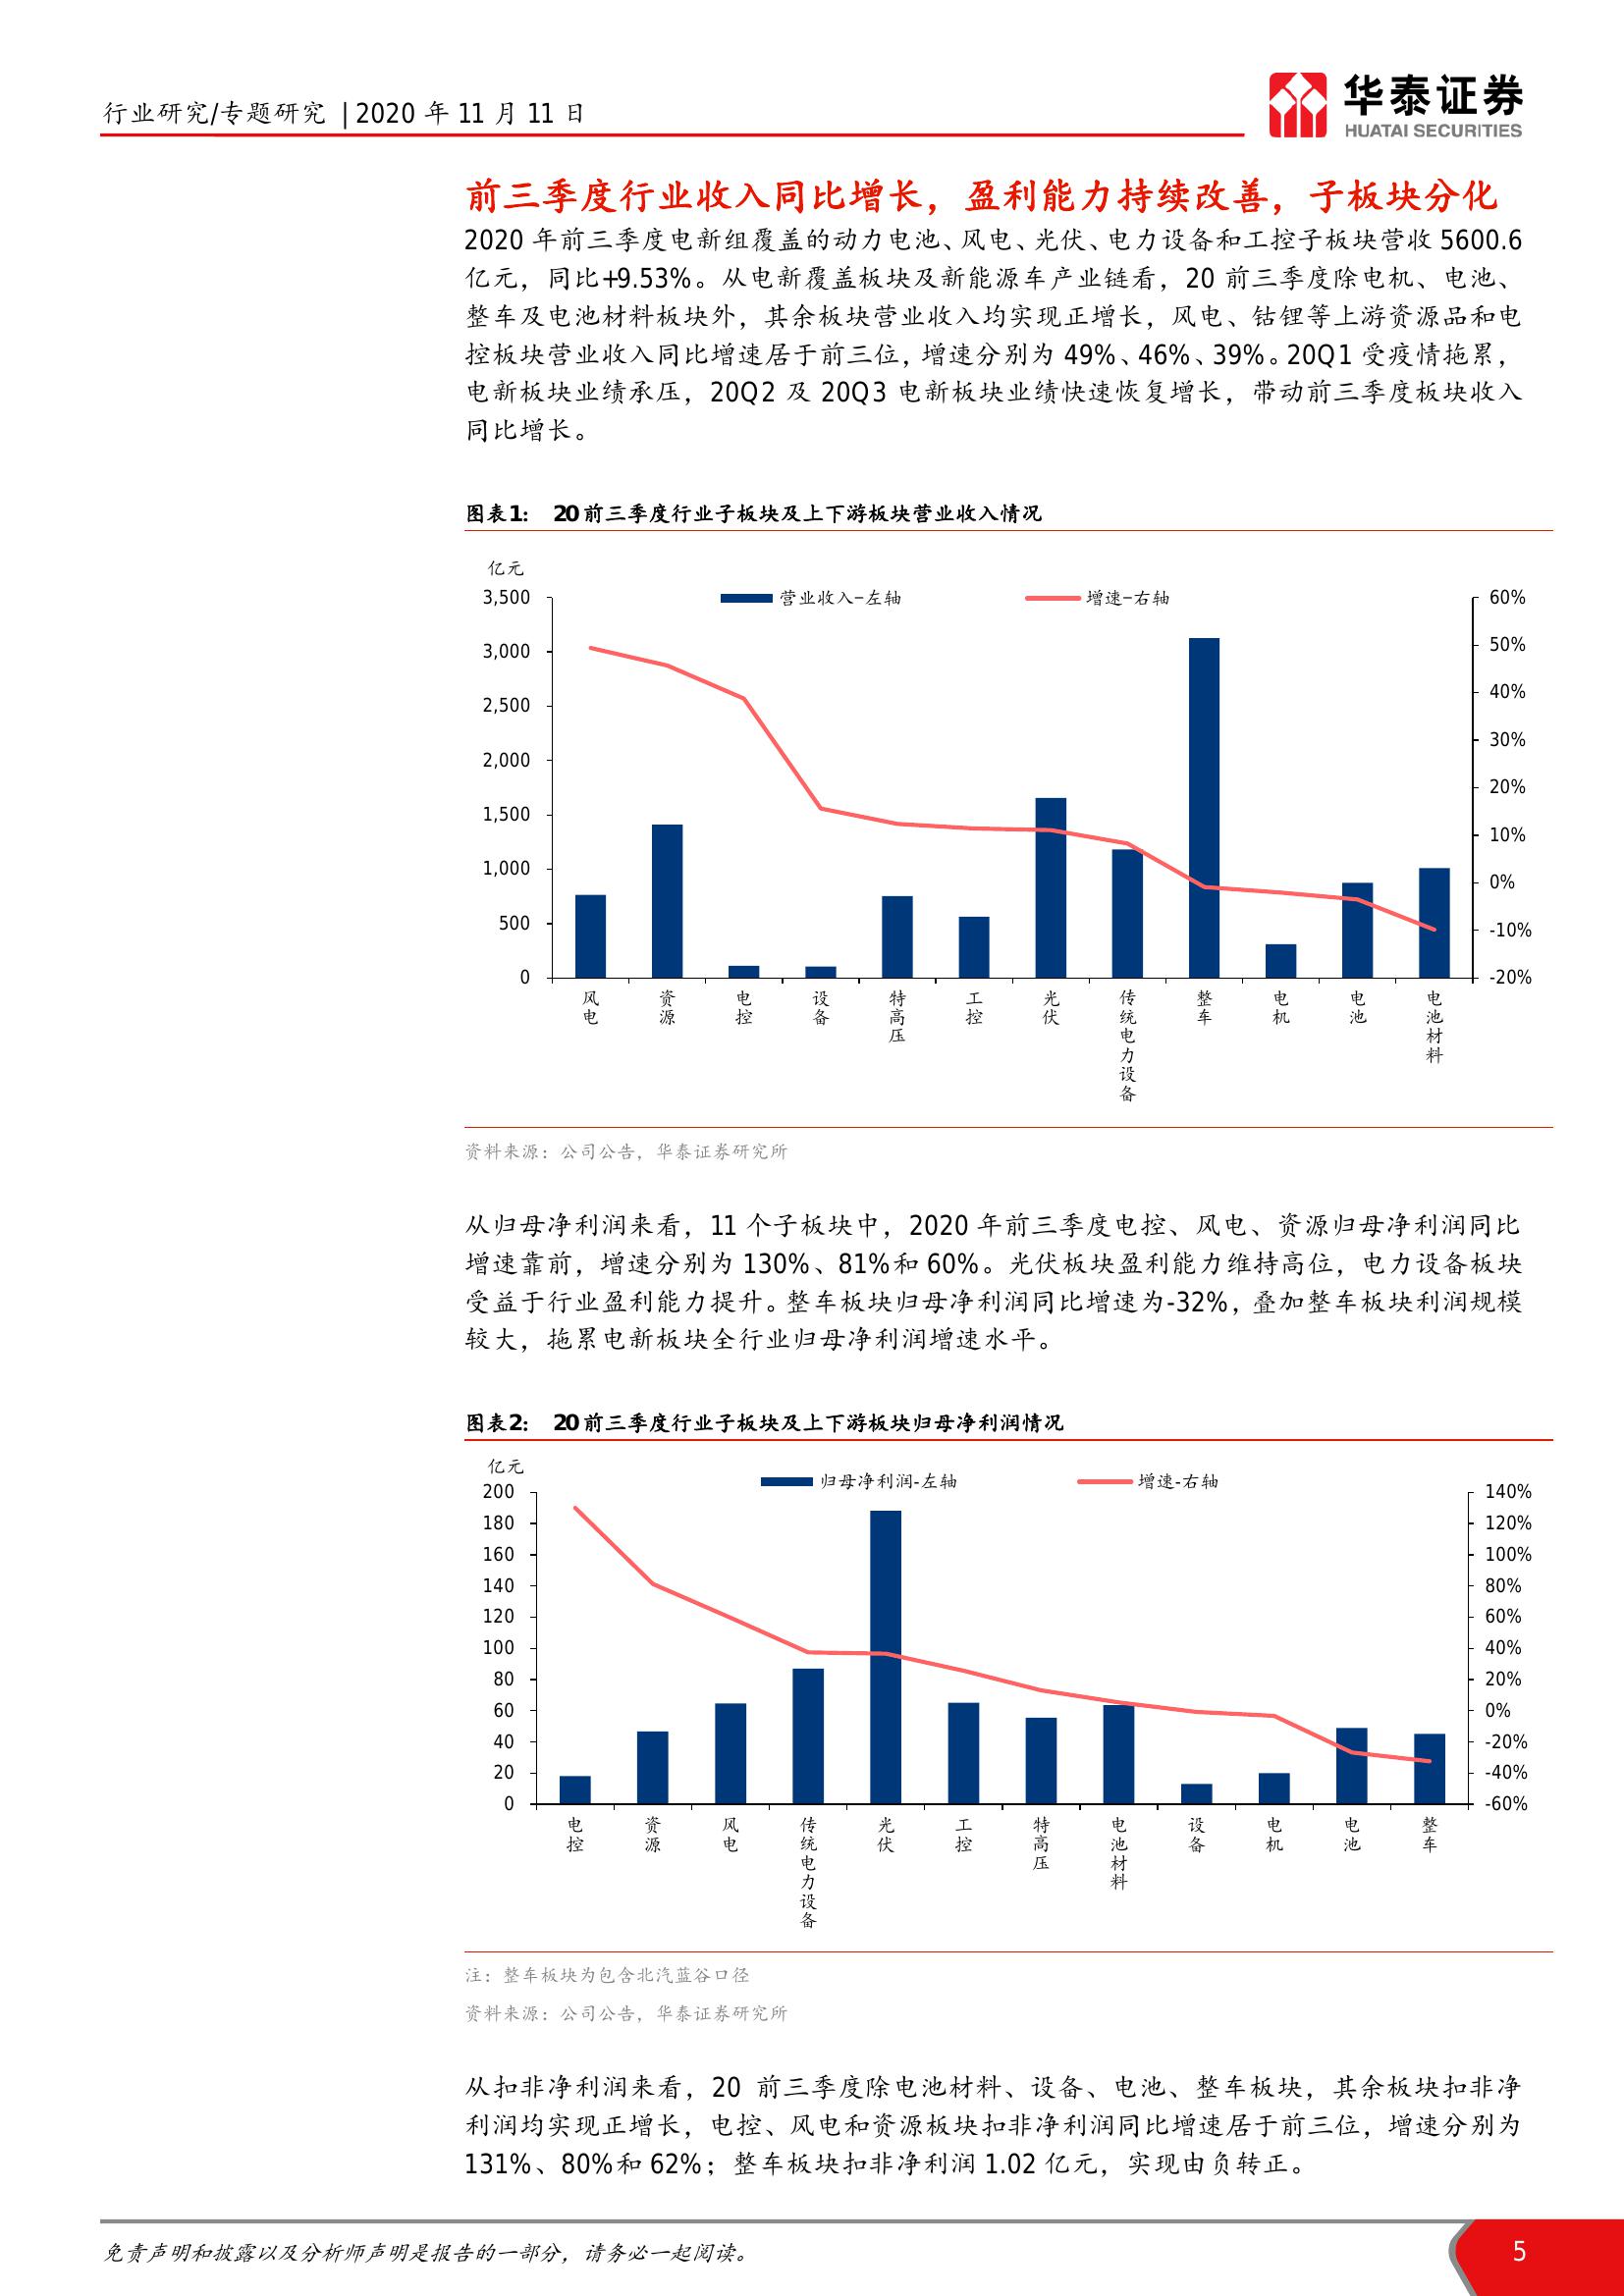 行业研究/专题研究 | 2020 年 11 月 11 日
华泰证券
HUATAI SECURITIES
前三季度行业收入同比增长，盈利能力持续改善，子板块分化
2020 年前三季度电新组覆盖的动力电池、风电、光伏、电力设备和工控子板块营收 5600.6
亿元，同比+9.53%。从电新覆盖板块及新能源车产业链看，20 前三季度除电机、电池、
整车及电池材料板块外，其余板块营业收入均实现正增长，风电、钴锂等上游资源品和电
控板块营业收入同比增速居于前三位，增速分别为 49%、46%、39%。20Q1 受疫情拖累，
电新板块业绩承压，20Q2 及 20Q3 电新板块业绩快速恢复增长，带动前三季度板块收入
同比增长。
图表1： 20前三季度行业子板块及上下游板块营业收入情况
亿元
营业收入-左轴 增速-右轴
3,500 60%
3,000 50%
2,500 40%
2,000 30%
1,500 20%
1,000 10%
500 0%
0 -10%
-20%
风电 资源 电控 设备 特高压 工控 光伏 传统电力设备 整车 电机 电池 电池材料
资料来源：公司公告，华泰证券研究所
从归母净利润来看，11 个子板块中，2020 年前三季度电控、风电、资源归母净利润同比
增速靠前，增速分别为 130%、81%和 60%。光伏板块盈利能力维持高位，电力设备板块
受益于行业盈利能力提升。整车板块归母净利润同比增速为-32%，叠加整车板块利润规模
较大，拖累电新板块全行业归母净利润增速水平。
图表2： 20前三季度行业子板块及上下游板块归母净利润情况
亿元
归母净利润-左轴 增速-右轴
200 140%
180 120%
160 100%
140 80%
120 60%
100 40%
80 20%
60 0%
40 -20%
20 -40%
0 -60%
电控 资源 风电 传统电力设备 光伏 工控 特高压 电池材料 设备 电机 电池 整车
注：整车板块为包含北汽蓝谷口径
资料来源：公司公告，华泰证券研究所
从扣非净利润来看，20 前三季度除电池材料、设备、电池、整车板块，其余板块扣非净
利润均实现正增长，电控、风电和资源板块扣非净利润同比增速居于前三位，增速分别为
131%、80%和 62%；整车板块扣非净利润 1.02 亿元，实现由负转正。
免责声明和披露以及分析师声明是报告的一部分，请务必一起阅读。
5